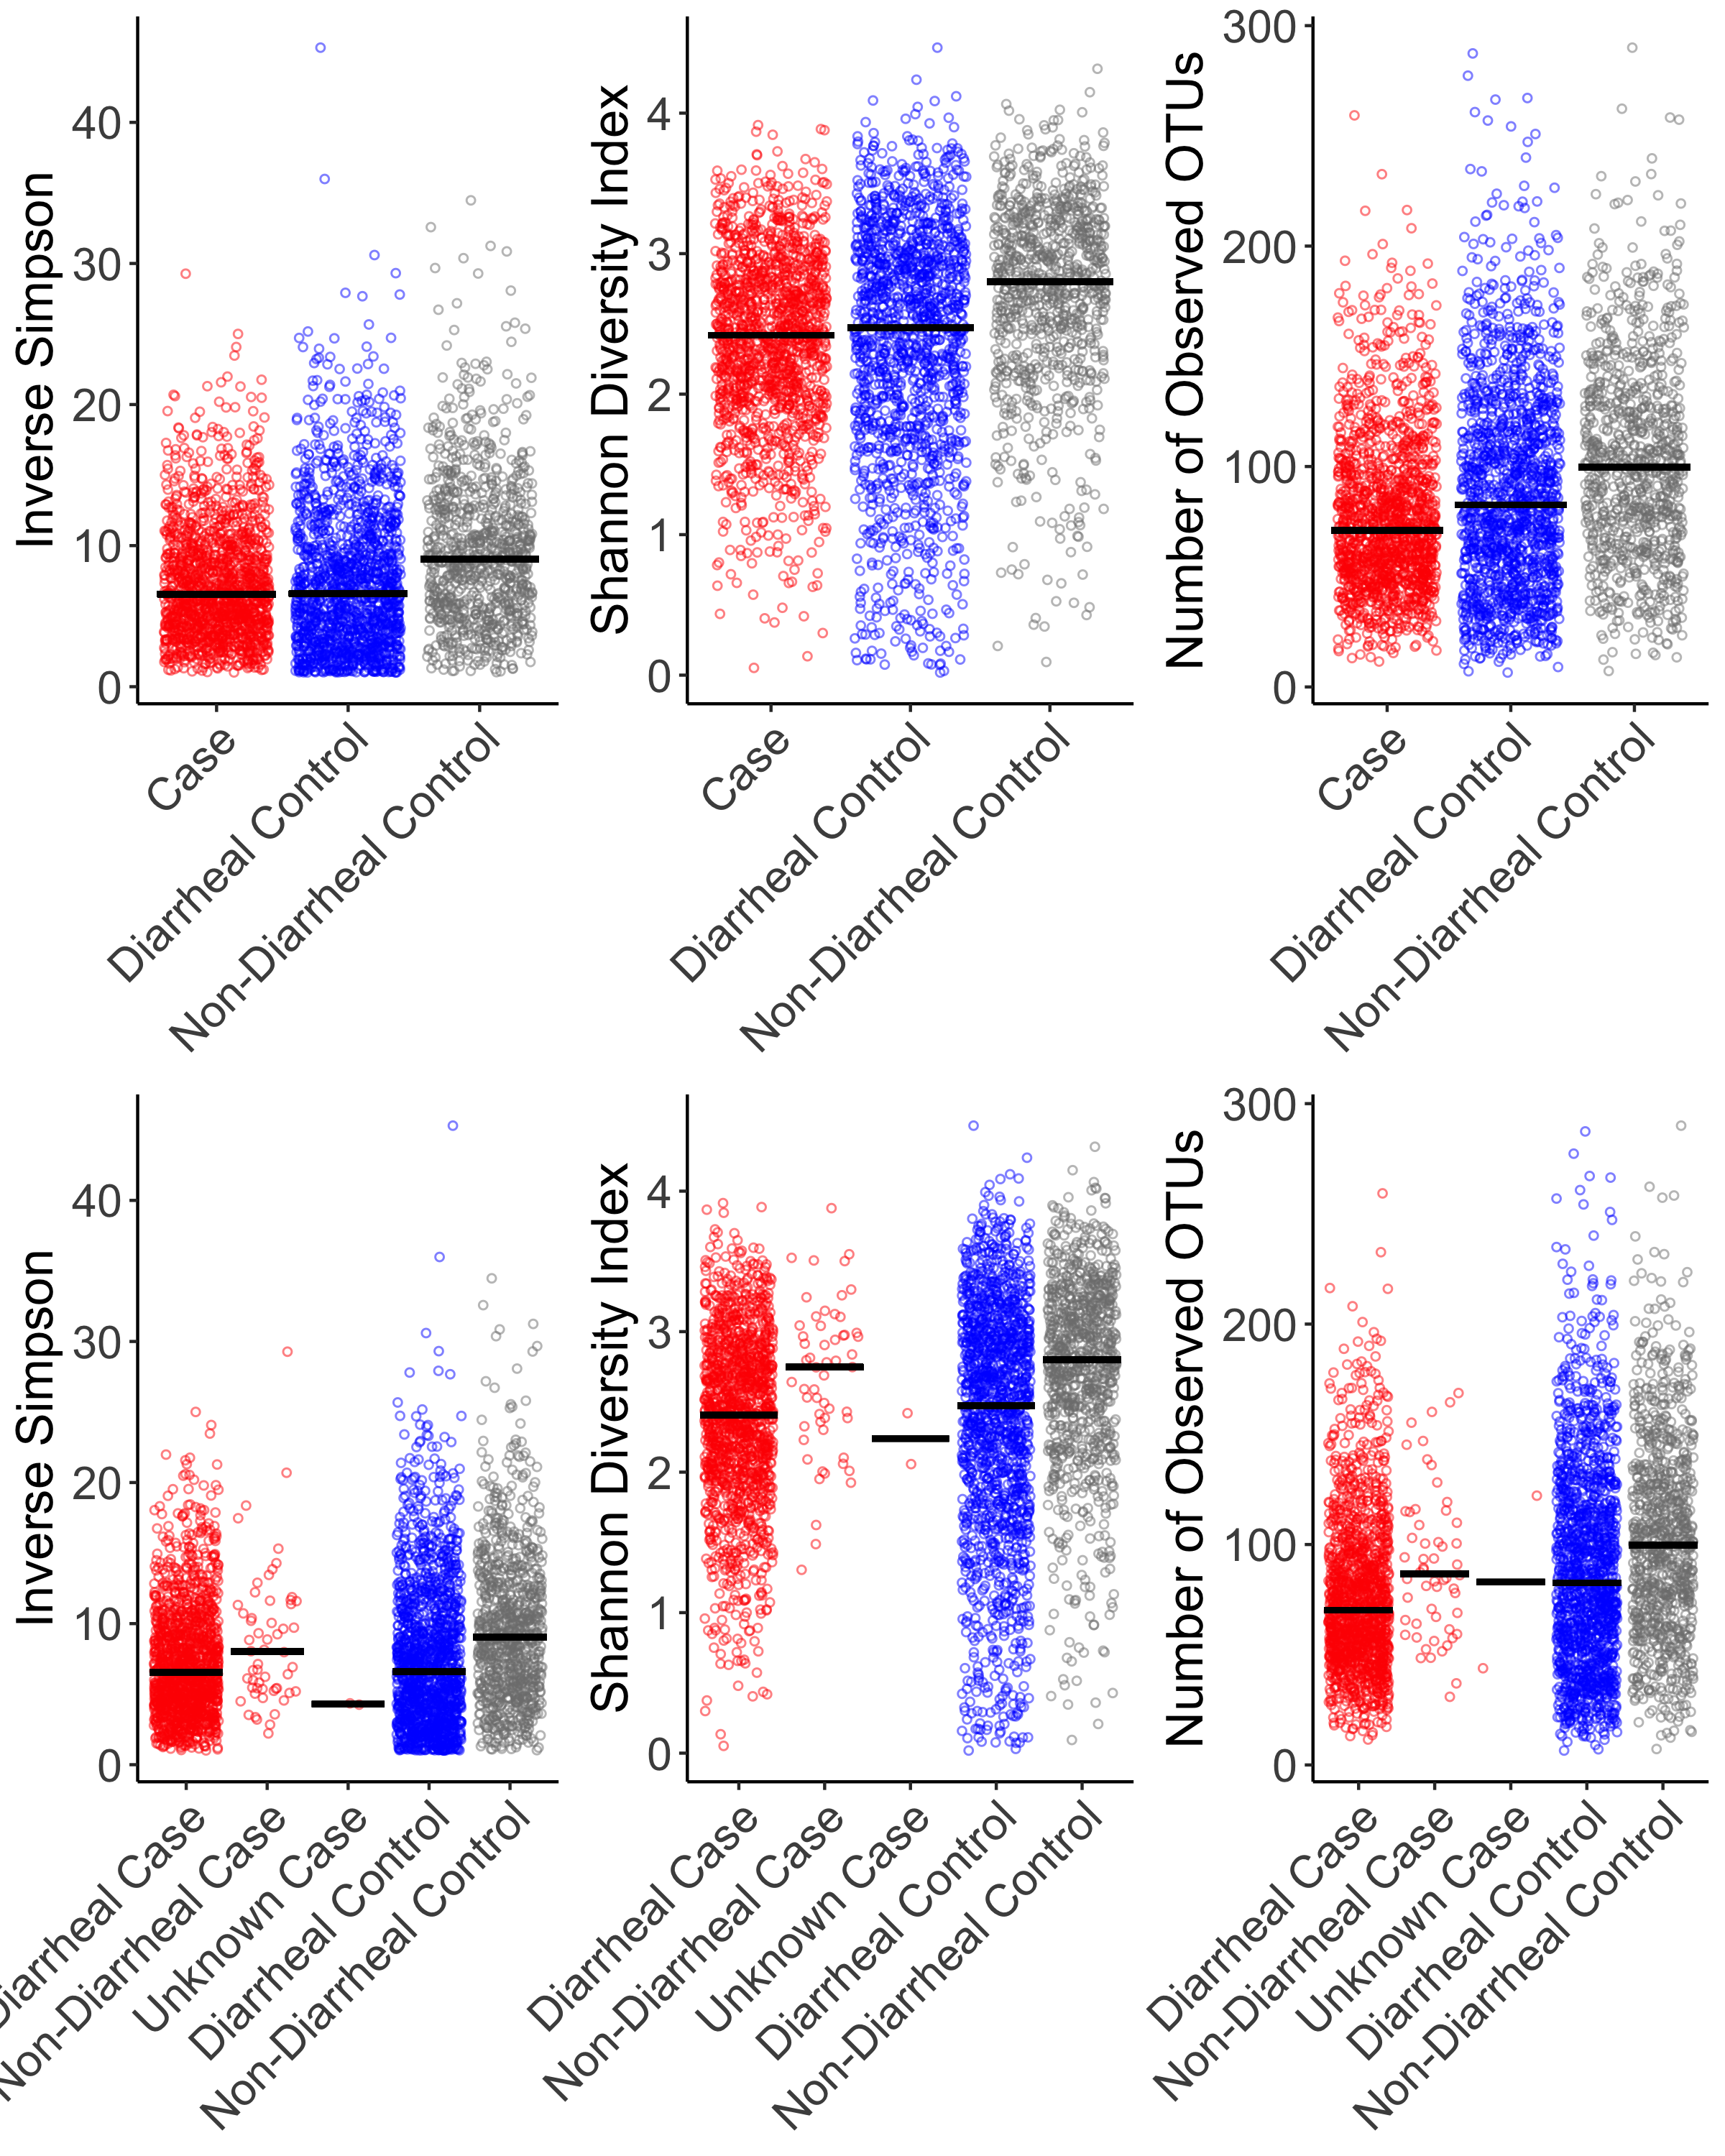 Inverse Simpson
40
30
20
10
0
Case
Diarrheal Control
Non-Diarrheal Control
Shannon Diversity Index
4
3
2
1
0
Case
Diarrheal Control
Non-Diarrheal Control
Number of Observed OTUs
300
200
100
0
Case
Diarrheal Control
Non-Diarrheal Control
Inverse Simpson
40
30
20
10
0
Diarrheal Case
Non-Diarrheal Case
Unknown Case
Diarrheal Control
Non-Diarrheal Control
Shannon Diversity Index
4
3
2
1
0
Diarrheal Case
Non-Diarrheal Case
Unknown Case
Diarrheal Control
Non-Diarrheal Control
Number of Observed OTUs
300
200
100
0
Diarrheal Case
Non-Diarrheal Case
Unknown Case
Diarrheal Control
Non-Diarrheal Control